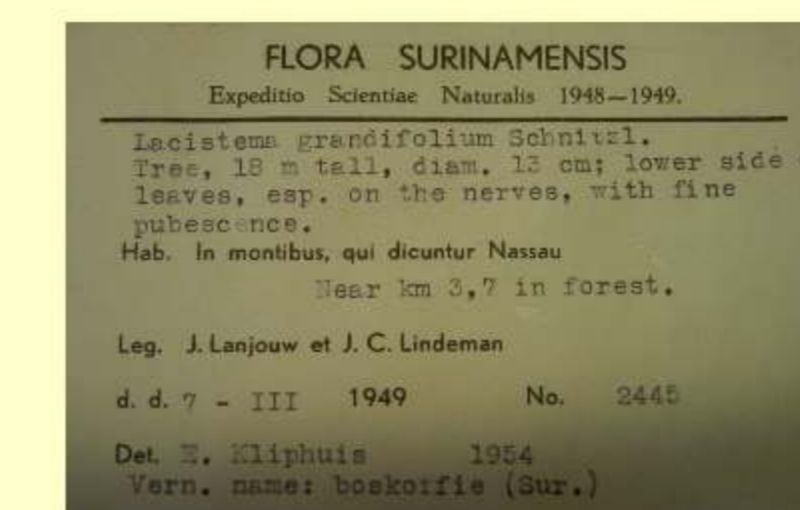 FLORA SURINAMENSIS
Expeditio Scientiae Naturalis 1948—1949.
Lacistema grandifolium Schnitzl.
Tree, 18 m tall, diam. 13 cm; lower side
leaves, esp. on the nerves, with fine
pubescence.
Hab. In montibus, qui dicuntur Nassau
Near km 3,7 in forest.
Leg. J. Lanjouw et J. C. Lindeman
d. d. 7 - III 1949 No. 2445
Det. E. Kliphuis 1954
Vern. name: boskoffie (Sur.)